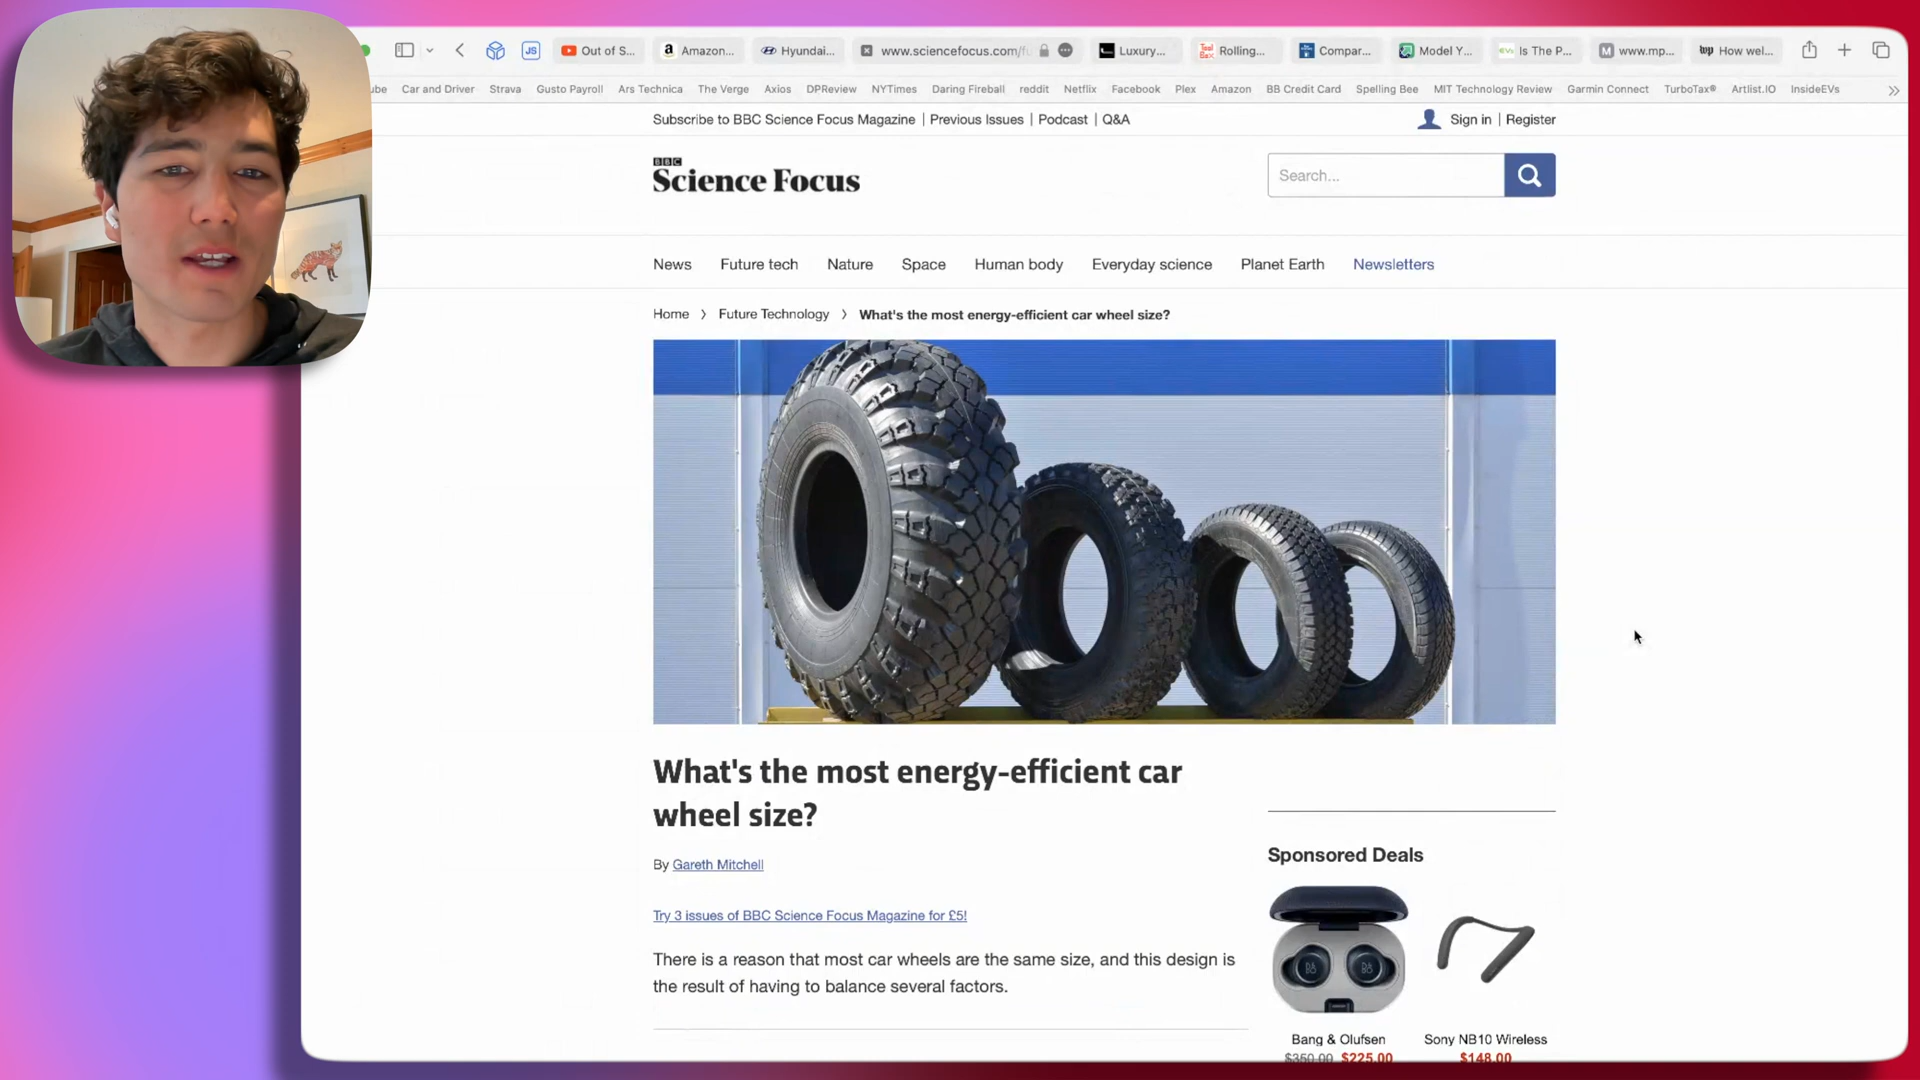 JS
Out of S...
a Amazon...
Hyundai...
www.sciencefocus.com/fu
Luxury...
Tool Box
Rolling...
Compar...
Model Y...
EVs Is The P...
M www.mp...
wp How wel...
ube
Car and Driver
Strava
Gusto Payroll
Ars Technica
The Verge
Axios
DPReview
NYTimes
Daring Fireball
reddit
Netflix
Facebook
Plex
Amazon
BB Credit Card
Spelling Bee
MIT Technology Review
Garmin Connect
TurboTax®
Artlist.IO
InsideEVs
Subscribe to BBC Science Focus Magazine | Previous Issues | Podcast | Q&A
Sign in | Register
BBC
Science Focus
Search...
News
Future tech
Nature
Space
Human body
Everyday science
Planet Earth
Newsletters
Home > Future Technology > What's the most energy-efficient car wheel size?
What's the most energy-efficient car
wheel size?
By Gareth Mitchell
Try 3 issues of BBC Science Focus Magazine for £5!
There is a reason that most car wheels are the same size, and this design is
the result of having to balance several factors.
Sponsored Deals
Bang & Olufsen
$350.00 $225.00
Sony NB10 Wireless
$148.00